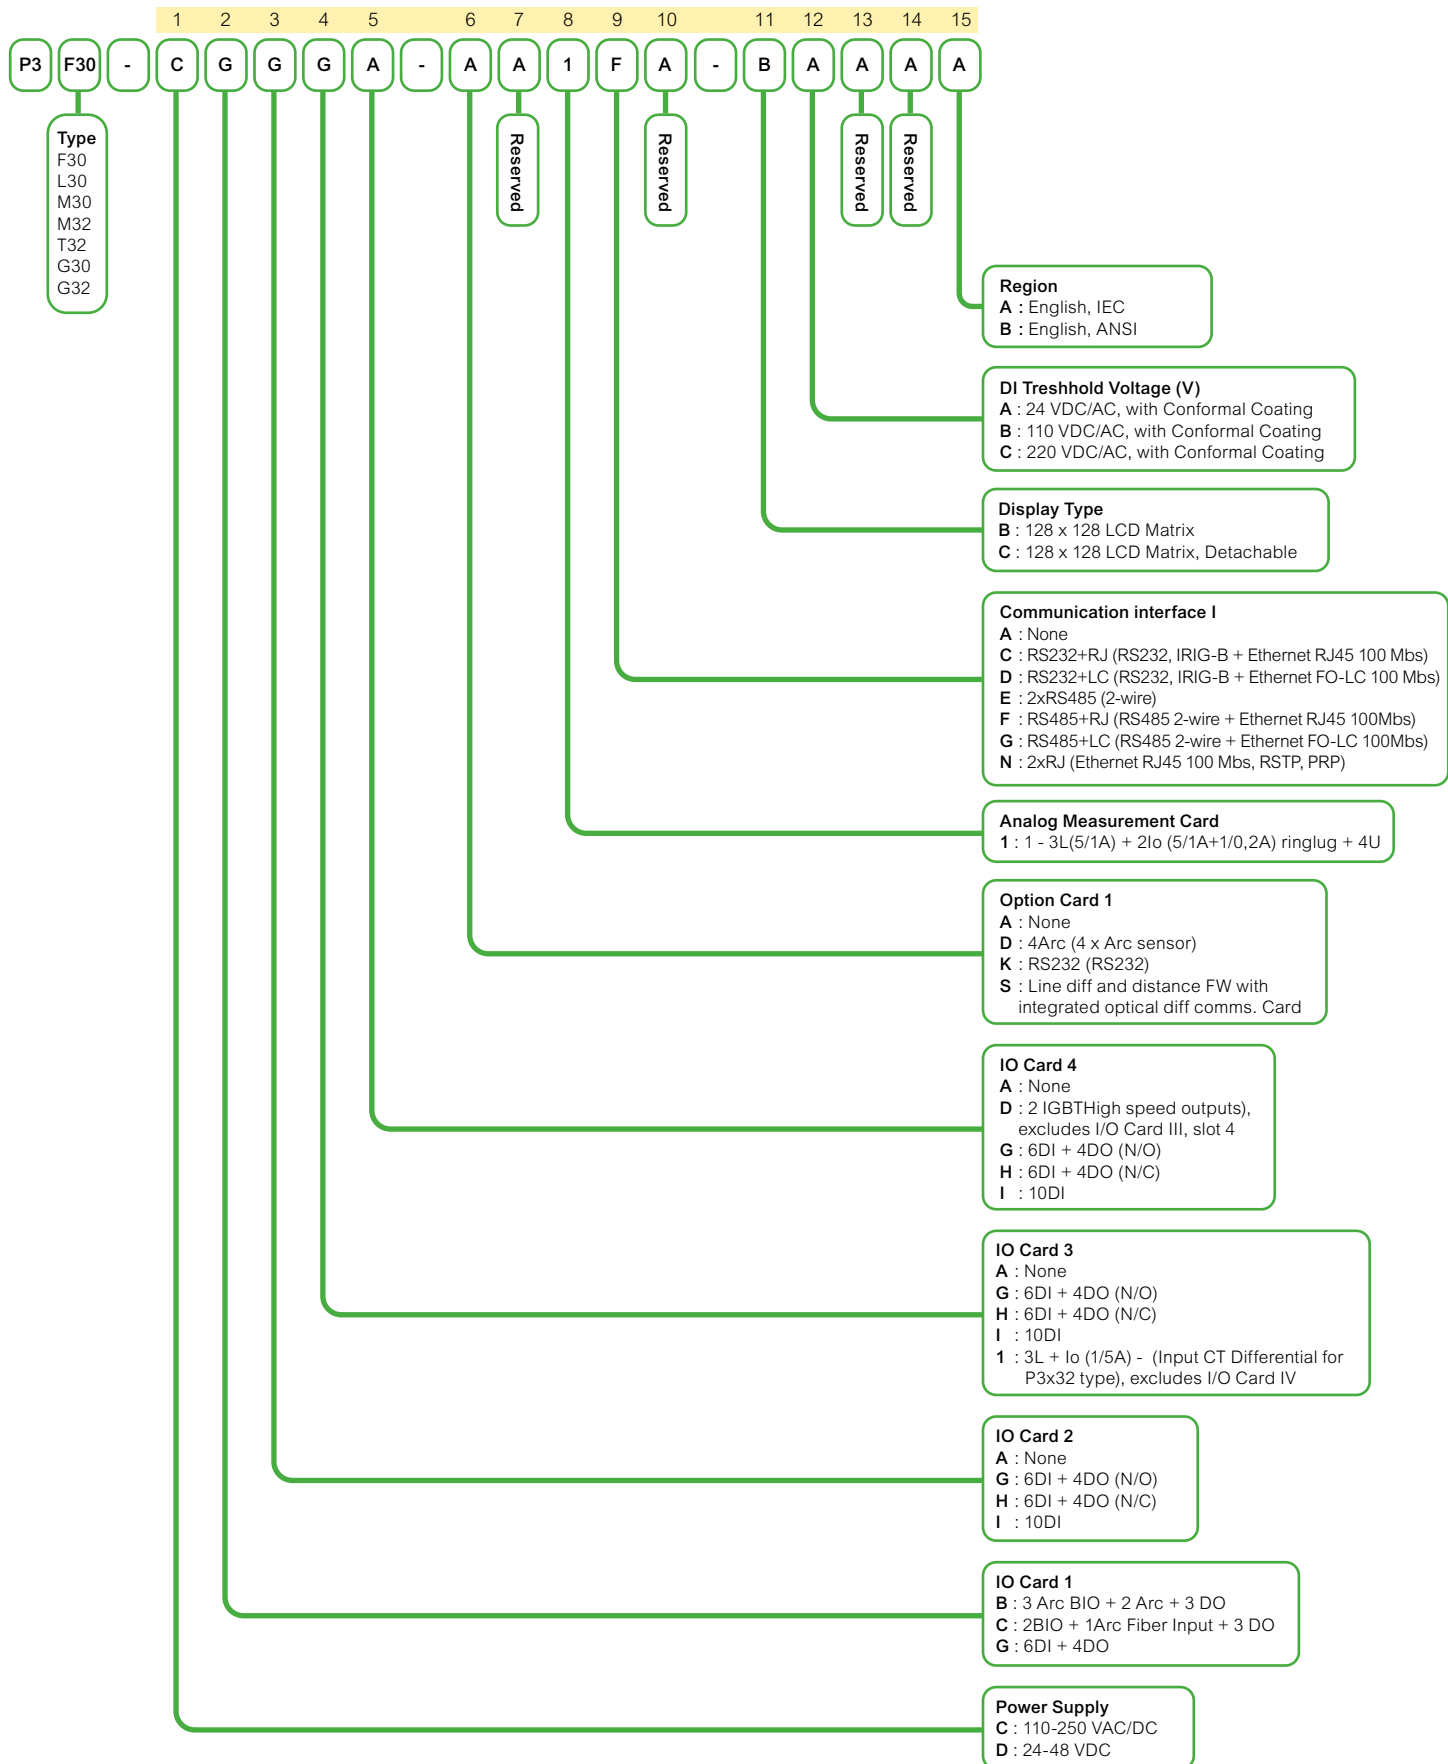 1 2 3 4 5 6 7 8 9 10 11 12 13 14 15
P3 F30 - C G G G A - A A 1 F A - B A A A A
Type
F30
L30
M30
M32
T32
G30
G32
Reserved
Reserved
Reserved
Reserved
Region
A : English, IEC
B : English, ANSI
DI Treshhold Voltage (V)
A : 24 VDC/AC, with Conformal Coating
B : 110 VDC/AC, with Conformal Coating
C : 220 VDC/AC, with Conformal Coating
Display Type
B : 128 x 128 LCD Matrix
C : 128 x 128 LCD Matrix, Detachable
Communication interface I
A : None
C : RS232+RJ (RS232, IRIG-B + Ethernet RJ45 100 Mbs)
D : RS232+LC (RS232, IRIG-B + Ethernet FO-LC 100 Mbs)
E : 2xRS485 (2-wire)
F : RS485+RJ (RS485 2-wire + Ethernet RJ45 100Mbs)
G : RS485+LC (RS485 2-wire + Ethernet FO-LC 100Mbs)
N : 2xRJ (Ethernet RJ45 100 Mbs, RSTP, PRP)
Analog Measurement Card
1 : 1 - 3L(5/1A) + 2Io (5/1A+1/0,2A) ringlug + 4U
Option Card 1
A : None
D : 4Arc (4 x Arc sensor)
K : RS232 (RS232)
S : Line diff and distance FW with
integrated optical diff comms. Card
IO Card 4
A : None
D : 2 IGBTHigh speed outputs),
excludes I/O Card III, slot 4
G : 6DI + 4DO (N/O)
H : 6DI + 4DO (N/C)
I : 10DI
IO Card 3
A : None
G : 6DI + 4DO (N/O)
H : 6DI + 4DO (N/C)
I : 10DI
1 : 3L + Io (1/5A) - (Input CT Differential for
P3x32 type), excludes I/O Card IV
IO Card 2
A : None
G : 6DI + 4DO (N/O)
H : 6DI + 4DO (N/C)
I : 10DI
IO Card 1
B : 3 Arc BIO + 2 Arc + 3 DO
C : 2BIO + 1Arc Fiber Input + 3 DO
G : 6DI + 4DO
Power Supply
C : 110-250 VAC/DC
D : 24-48 VDC